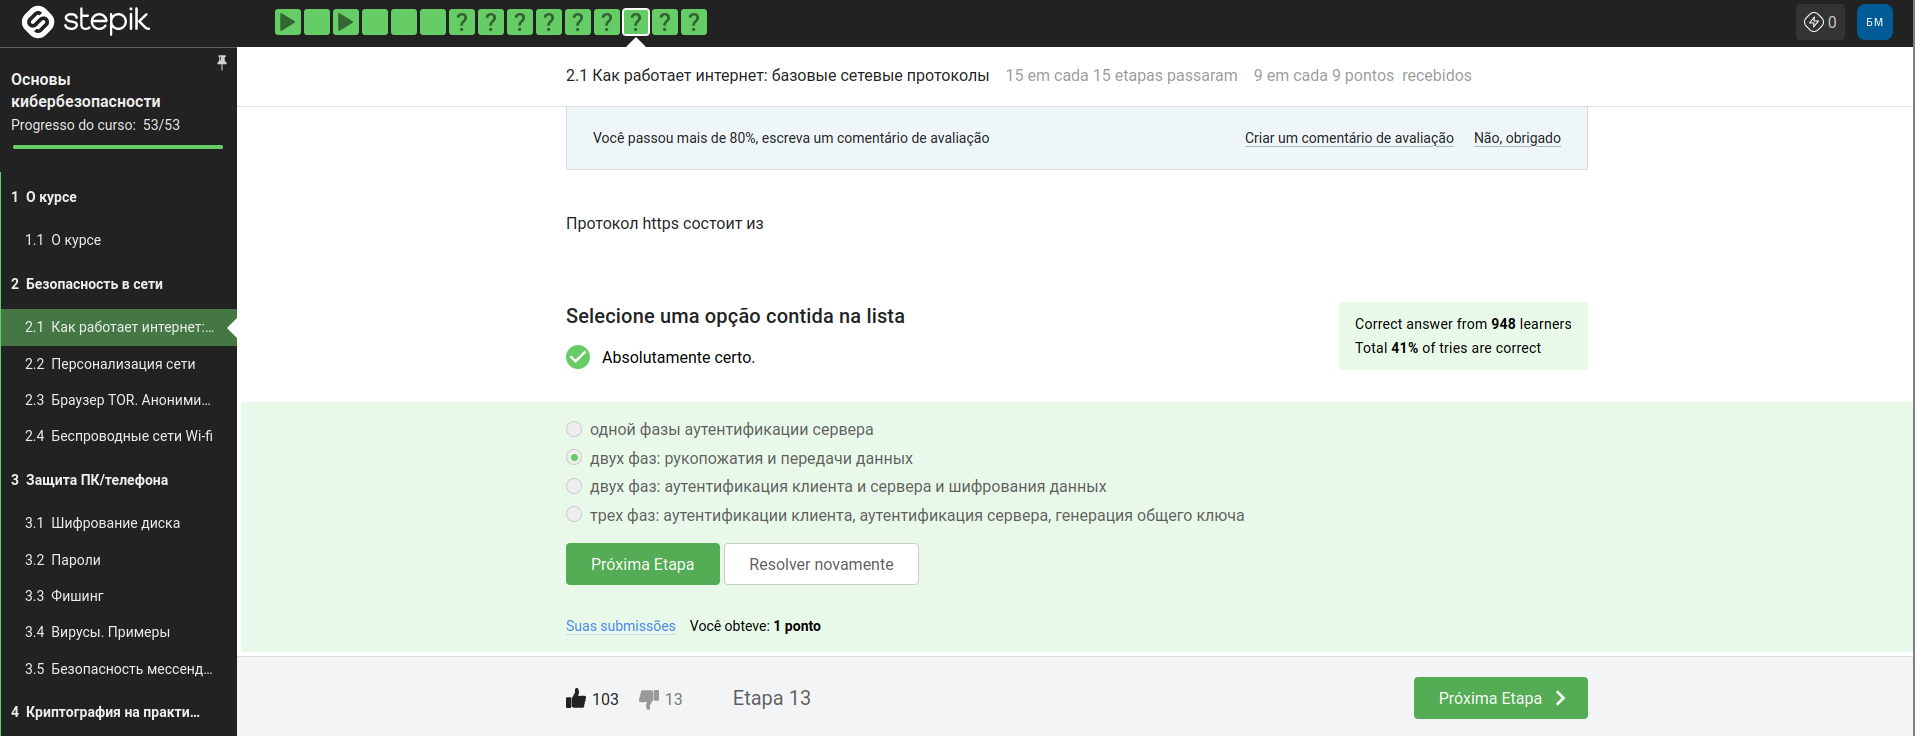 stepik
? ? ? ? ? ? ? ? ?
0
БМ
Основы
кибербезопасности
Progresso do curso: 53/53
1 О курсе
1.1 О курсе
2 Безопасность в сети
2.1 Как работает интернет:...
2.2 Персонализация сети
2.3 Браузер TOR. Аноними...
2.4 Беспроводные сети Wi-fi
3 Защита ПК/телефона
3.1 Шифрование диска
3.2 Пароли
3.3 Фишинг
3.4 Вирусы. Примеры
3.5 Безопасность мессенд...
4 Криптография на практи...
2.1 Как работает интернет: базовые сетевые протоколы 15 em cada 15 etapas passaram 9 em cada 9 pontos recebidos
Você passou mais de 80%, escreva um comentário de avaliação Criar um comentário de avaliação Não, obrigado
Протокол https состоит из
Selecione uma opção contida na lista
Absolutamente certo.
Correct answer from 948 learners
Total 41% of tries are correct
одной фазы аутентификации сервера
двух фаз: рукопожатия и передачи данных
двух фаз: аутентификация клиента и сервера и шифрования данных
трех фаз: аутентификации клиента, аутентификация сервера, генерация общего ключа
Próxima Etapa Resolver novamente
Suas submissões Você obteve: 1 ponto
103 13 Etapa 13 Próxima Etapa